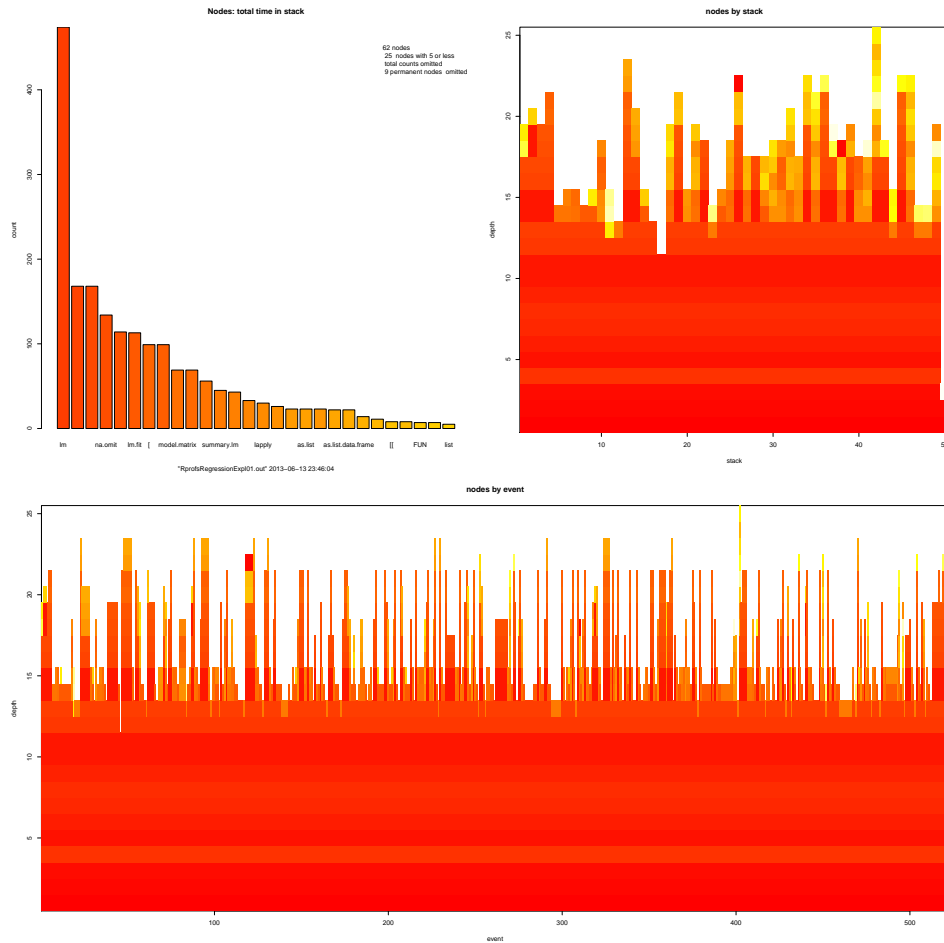 Nodes: total time in stack
62 nodes
25 nodes with 5 or less
total counts omitted
9 permanent nodes omitted
count
0
100
200
300
400
lm
na.omit
lm.fit
[
model.matrix
summary.lm
lapply
as.list
as.list.data.frame
[[
FUN
list
"RprofsRegressionExpl01.out" 2013−06−13 23:46:04
nodes by stack
depth
5
10
15
20
25
10
20
30
40
stack
nodes by event
depth
5
10
15
20
25
100
200
300
400
500
event